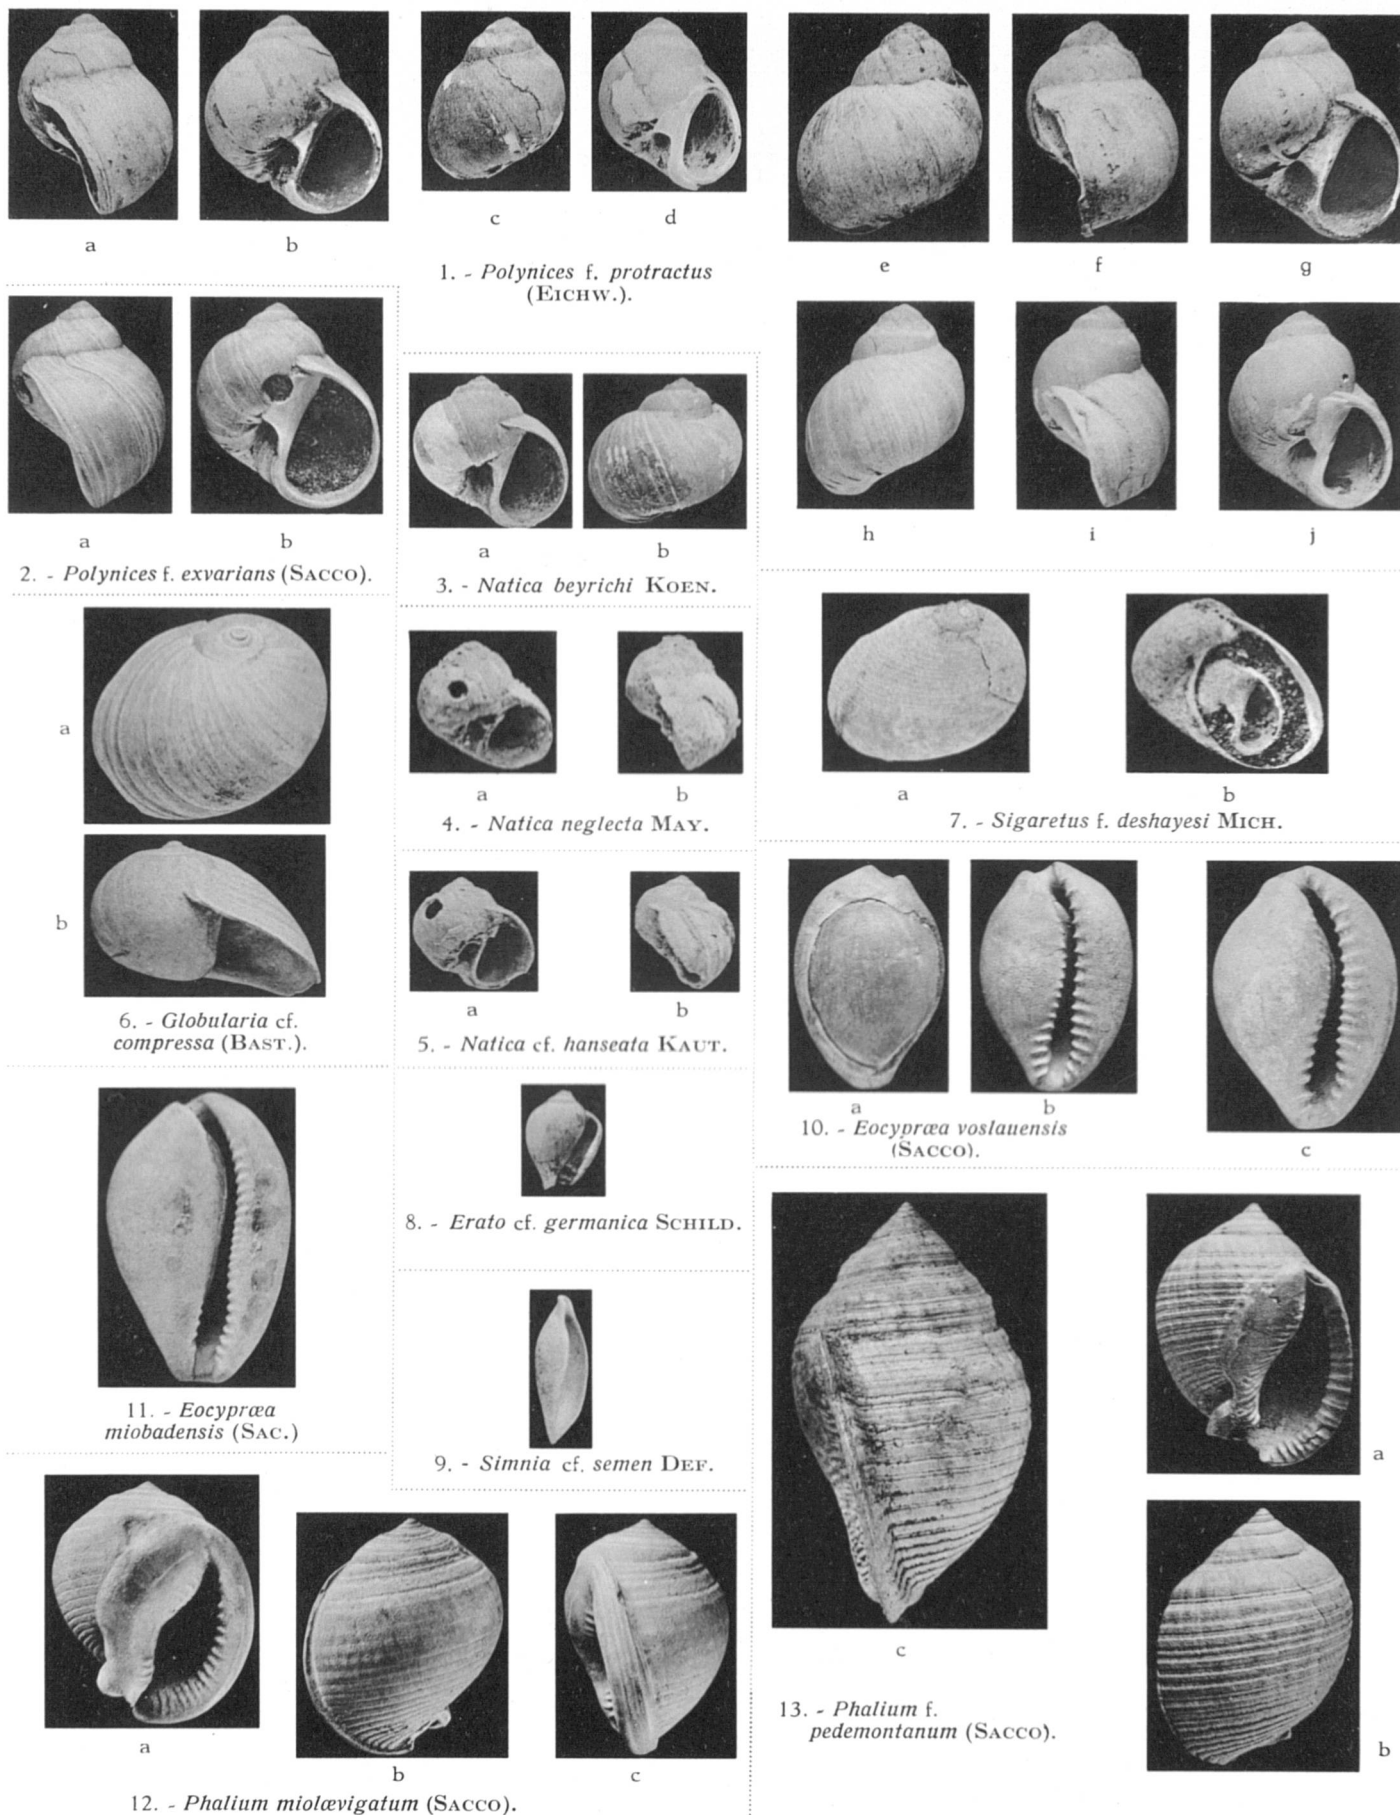 a b
c d
1. - Polynices f. protractus
(EICHW.).
e f g
h i j
a b
2. - Polynices f. exvarians (SACCO).
a b
3. - Natica beyrichi KOEN.
a b
4. - Natica neglecta MAY.
a b
5. - Natica cf. hanseata KAUT.
a
b
6. - Globularia cf.
compressa (BAST.).
a b
7. - Sigaretus f. deshayesi MICH.
8. - Erato cf. germanica SCHILD.
9. - Simnia cf. semen DEF.
a b
10. - Eocypræa voslauensis
(SACCO).
c
11. - Eocypræa
miobadensis (SAC.)
a
b c
12. - Phalium miolævigatum (SACCO).
a
c
13. - Phalium f.
pedemontanum (SACCO).
b